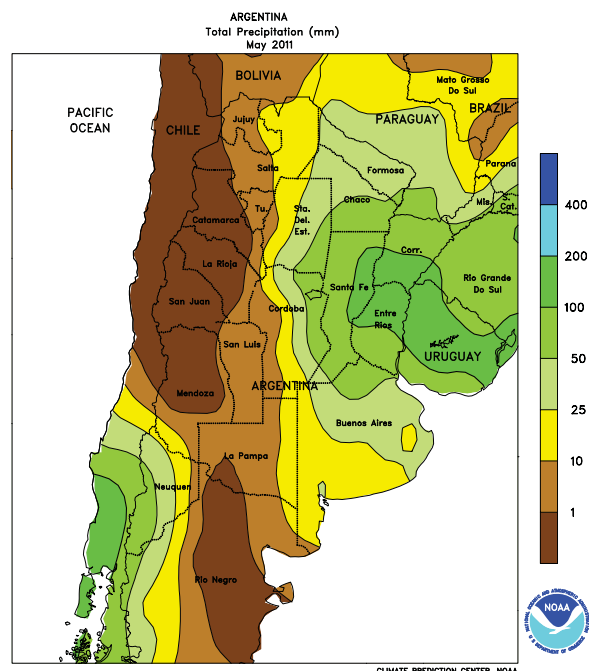 ARGENTINA
Total Precipitation (mm)
May 2011
BOLIVIA
Mato Grosso
Do Sul
PACIFIC
OCEAN
BRAZIL
Jujuy
PARAGUAY
CHILE
Parana
Salta
Formosa
Chaco
Mis.
S.
Cat.
Tu.
Sta.
Del.
Est.
Catamarca
Corr.
La Rioja
Rio Grande
Do Sul
Santa Fe
San Juan
Cordoba
Entre
Rios
San Luis
URUGUAY
Mendoza
ARGENTINA
Buenos Aires
La Pampa
Neuquen
Rio Negro
400
200
100
50
25
10
1
NOAA
CLIMATE PREDICTION CENTER, NOAA